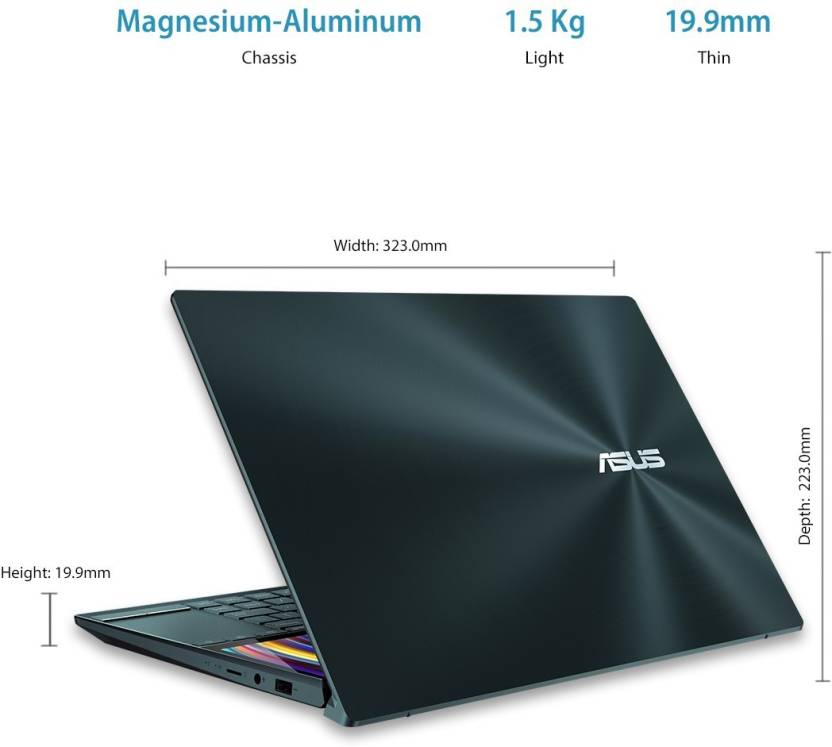 Magnesium-Aluminum 1.5 Kg 19.9mm
Chassis Light Thin
Width: 323.0mm
ASUS
Depth: 223.0mm
Height: 19.9mm